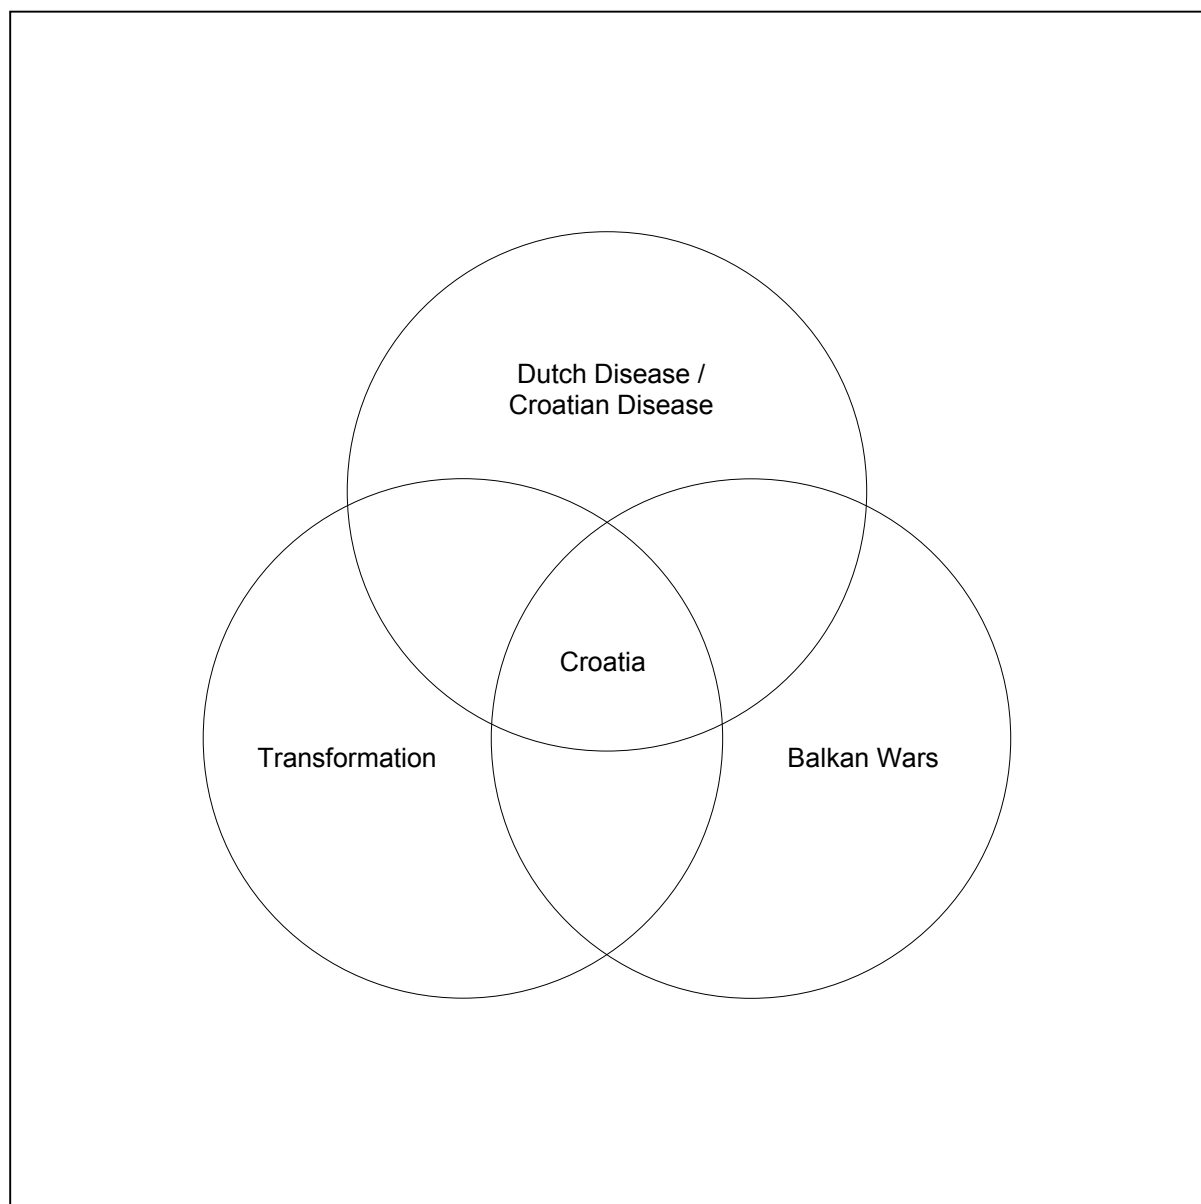 Dutch Disease /
Croatian Disease
Croatia
Transformation
Balkan Wars